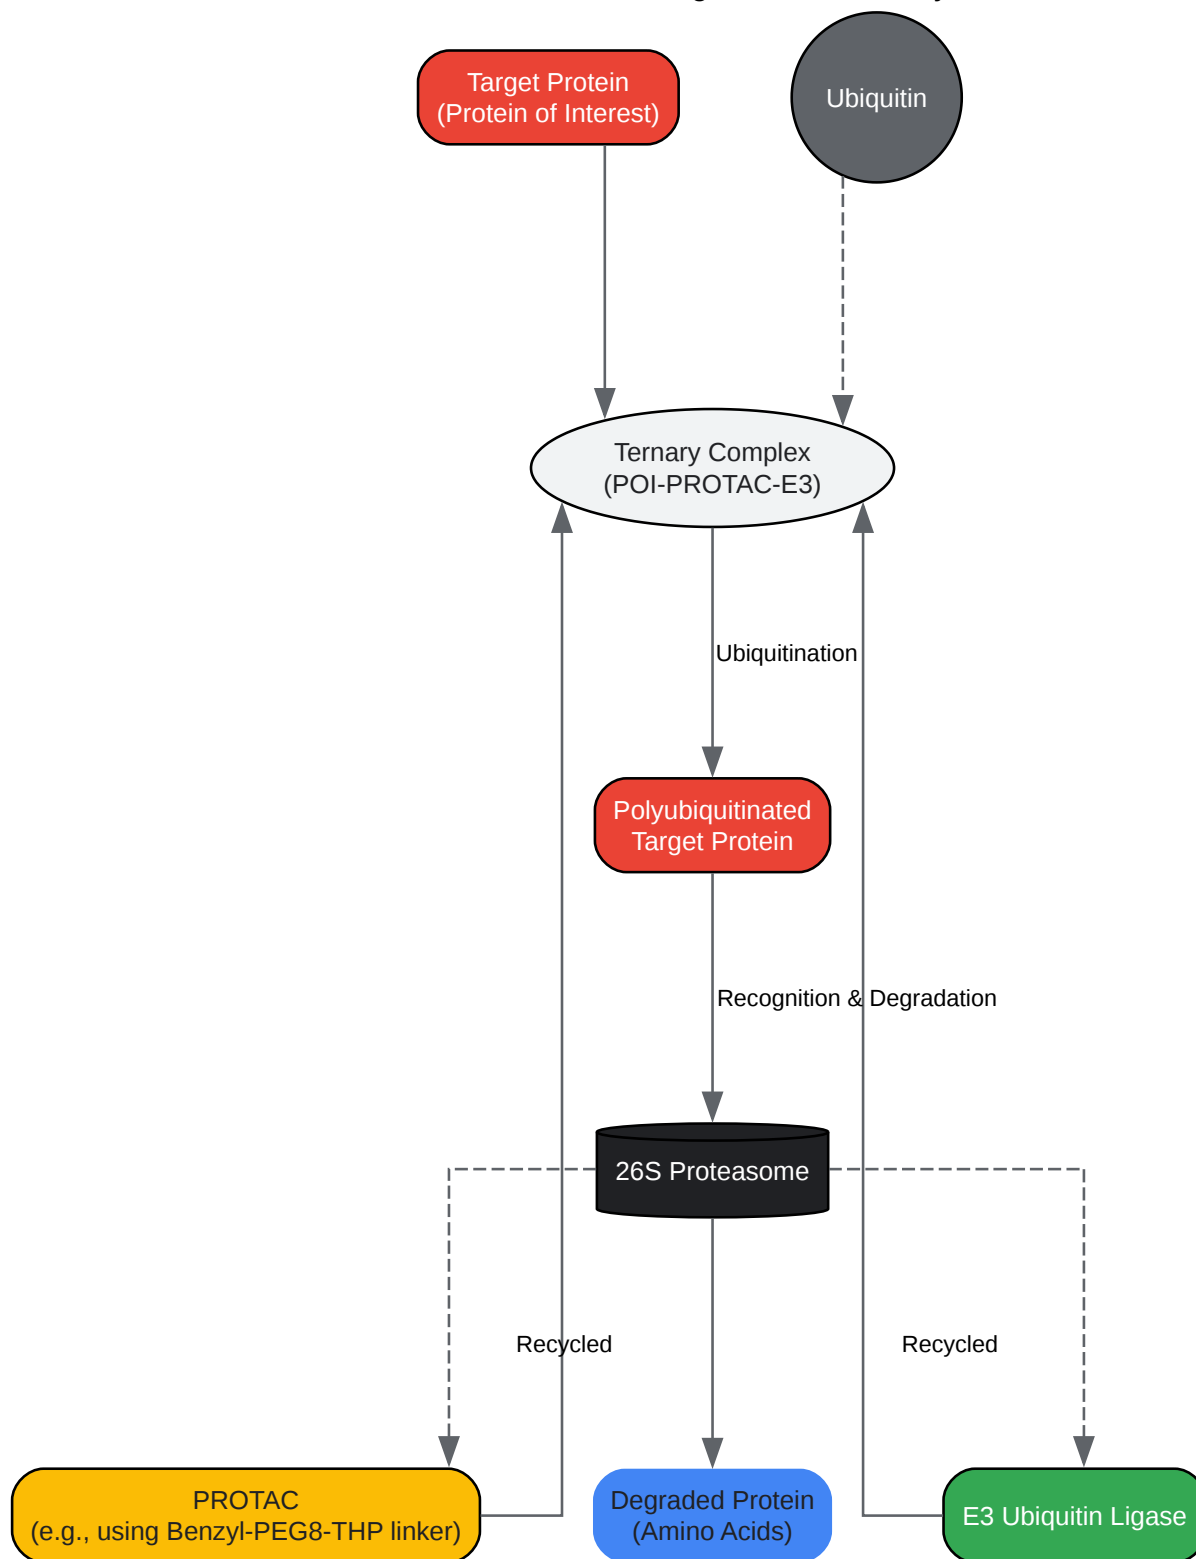 Target Protein
(Protein of Interest)
Ubiquitin
Ternary Complex
(POI-PROTAC-E3)
Ubiquitination
Polyubiquitinated
Target Protein
Recognition & Degradation
26S Proteasome
Recycled
Recycled
PROTAC
(e.g., using Benzyl-PEG8-THP linker)
Degraded Protein
(Amino Acids)
E3 Ubiquitin Ligase